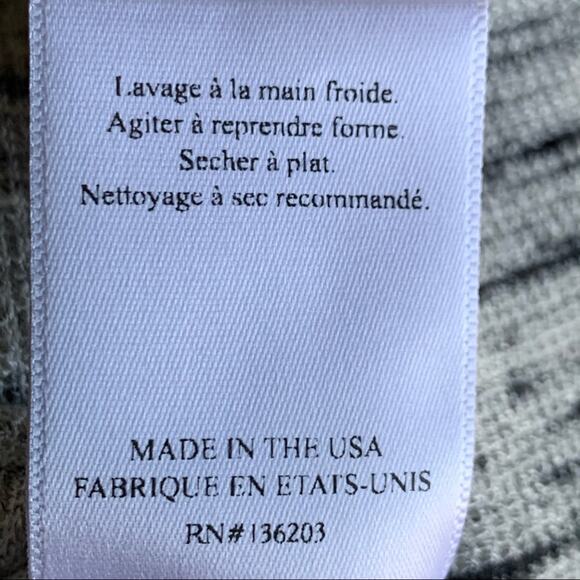 Lavage à la main froide.
Agiter à reprendre forme.
Secher à plat.
Nettoyage à sec recommandé.
MADE IN THE USA
FABRIQUE EN ETATS-UNIS
RN#136203